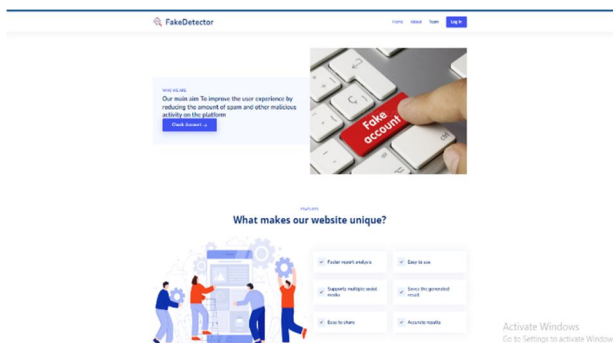 FakeDetector
Home About Team Log In
WHO WE ARE
Our main aim To improve the user experience by
reducing the amount of spam and other malicious
activity on the platform
Check Account →
Fake
account
FEATURES
What makes our website unique?
✓ Faster report analysis
✓ Easy to use
✓ Supports multiple social
media
✓ Saves the generated
result
✓ Easy to share
✓ Accurate results
Activate Windows
Go to Settings to activate Window